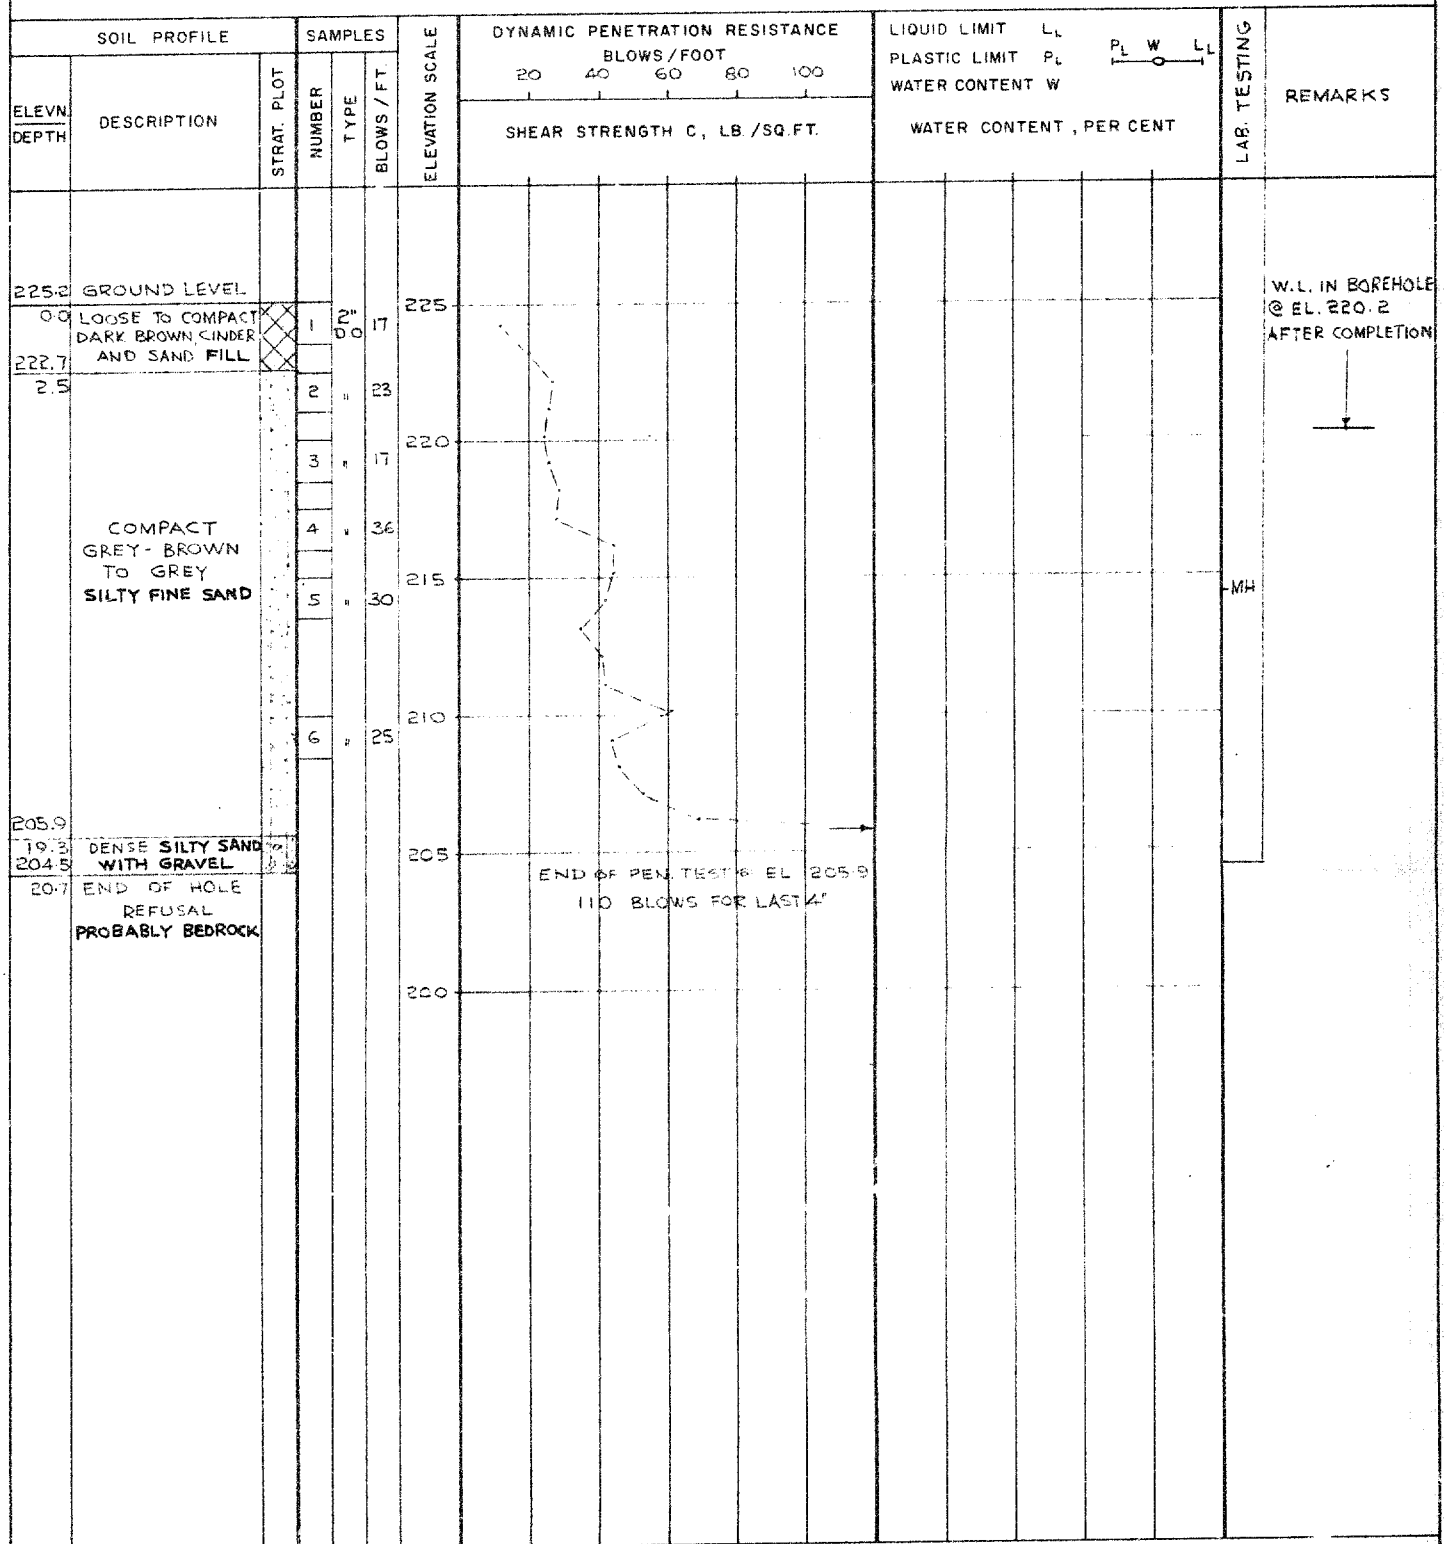 SOIL PROFILE
SAMPLES
ELEVN.
DEPTH
DESCRIPTION
STRAT. PLOT
NUMBER
TYPE
BLOWS / FT.
ELEVATION SCALE
DYNAMIC PENETRATION RESISTANCE
BLOWS/FOOT
20 40 60 80 100
SHEAR STRENGTH C, LB./SQ.FT.
LIQUID LIMIT LL
PLASTIC LIMIT PL
WATER CONTENT W
PL W LL
WATER CONTENT, PER CENT
LAB. TESTING
REMARKS
225.2 GROUND LEVEL
0.0 LOOSE TO COMPACT
DARK BROWN CINDER
AND SAND FILL
222.7
2.5
COMPACT
GREY-BROWN
TO GREY
SILTY FINE SAND
205.9
19.3 DENSE SILTY SAND
204.5 WITH GRAVEL
20.7 END OF HOLE
REFUSAL
PROBABLY BEDROCK
1 2" D.O 17
2 " 23
3 " 17
4 " 36
5 " 30
6 " 25
225
220
215
210
205
200
END OF PEN. TEST @ EL 205.9
110 BLOWS FOR LAST 4"
MH
W.L. IN BOREHOLE
@ EL. 220.2
AFTER COMPLETION